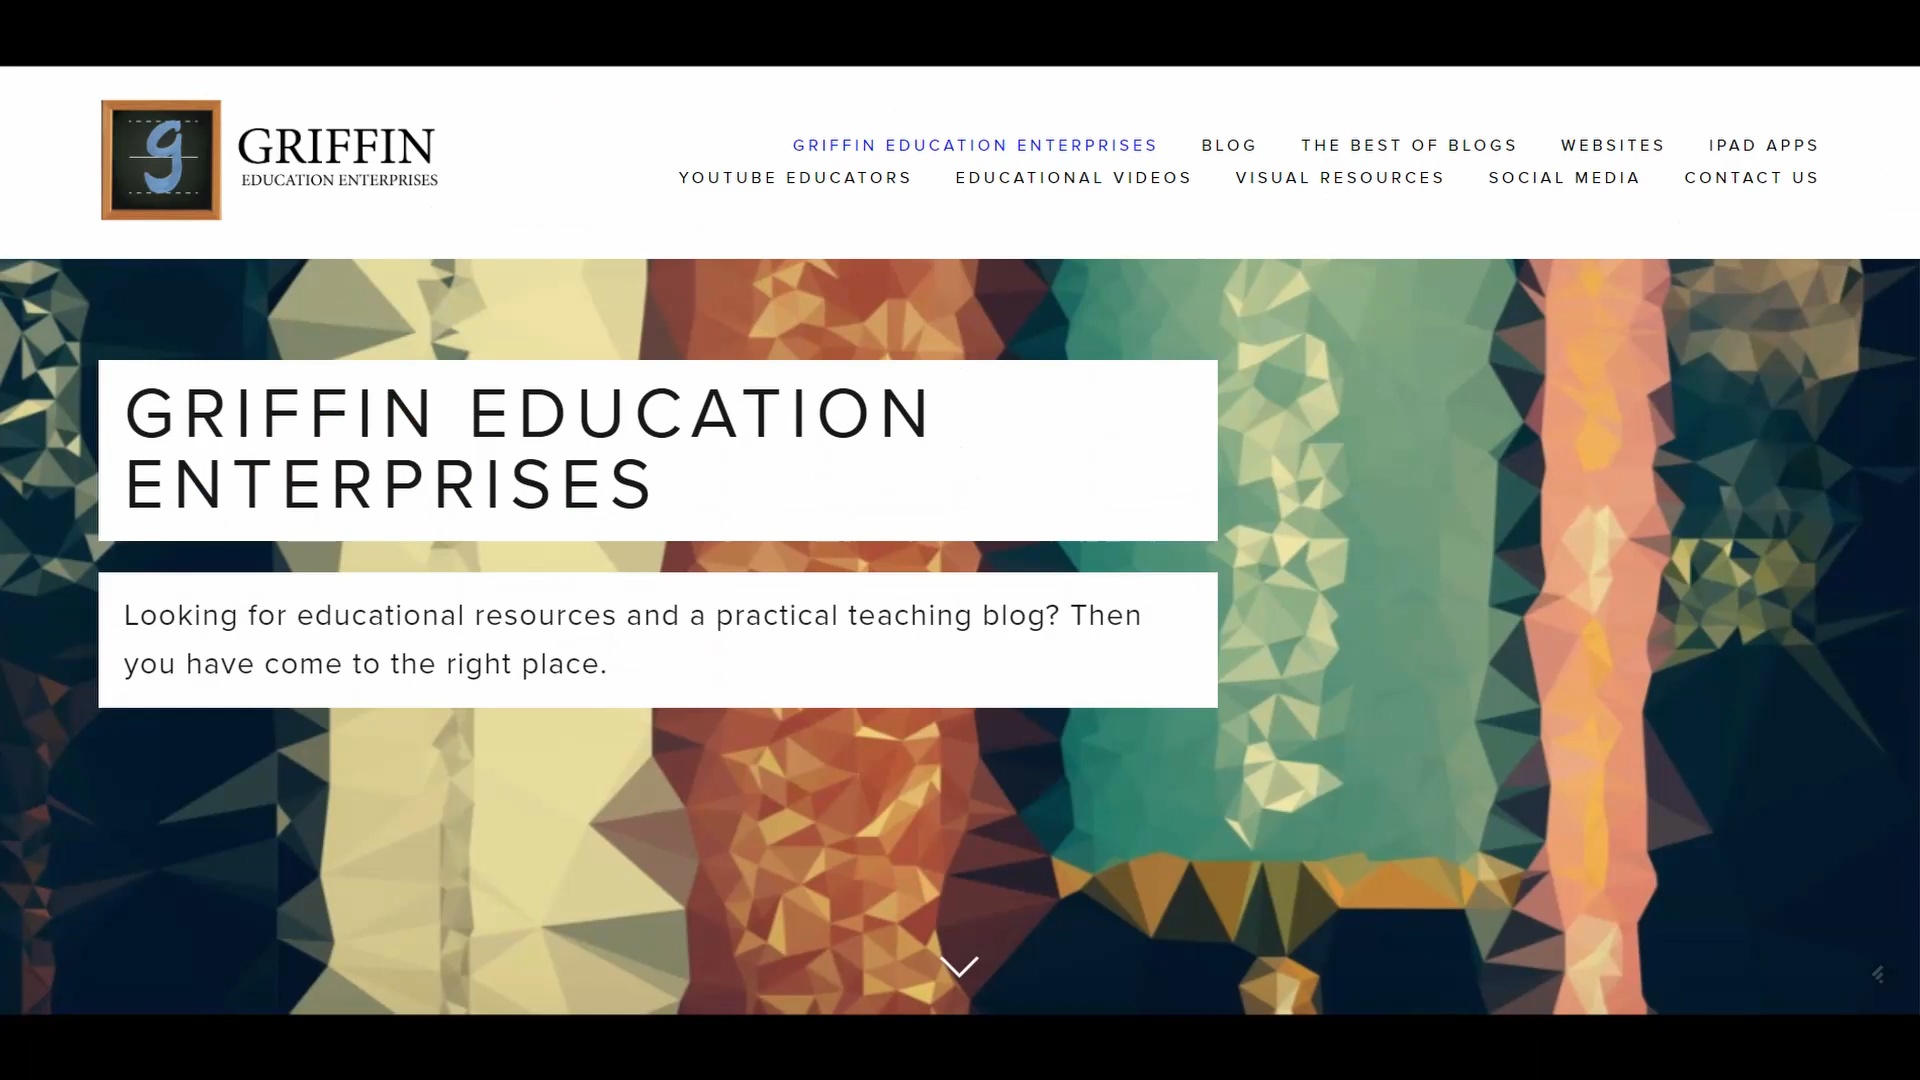 g
GRIFFIN
EDUCATION ENTERPRISES
GRIFFIN EDUCATION ENTERPRISES BLOG THE BEST OF BLOGS WEBSITES IPAD APPS
YOUTUBE EDUCATORS EDUCATIONAL VIDEOS VISUAL RESOURCES SOCIAL MEDIA CONTACT US
GRIFFIN EDUCATION
ENTERPRISES
Looking for educational resources and a practical teaching blog? Then
you have come to the right place.